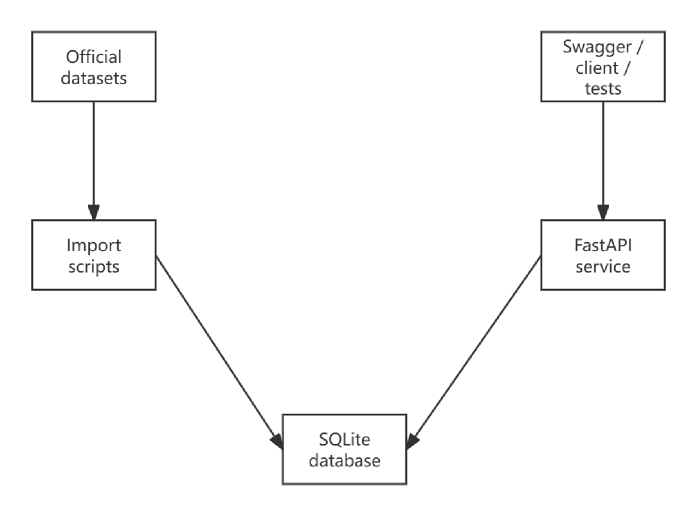 Official
datasets
Swagger /
client /
tests
Import
scripts
FastAPI
service
SQLite
database